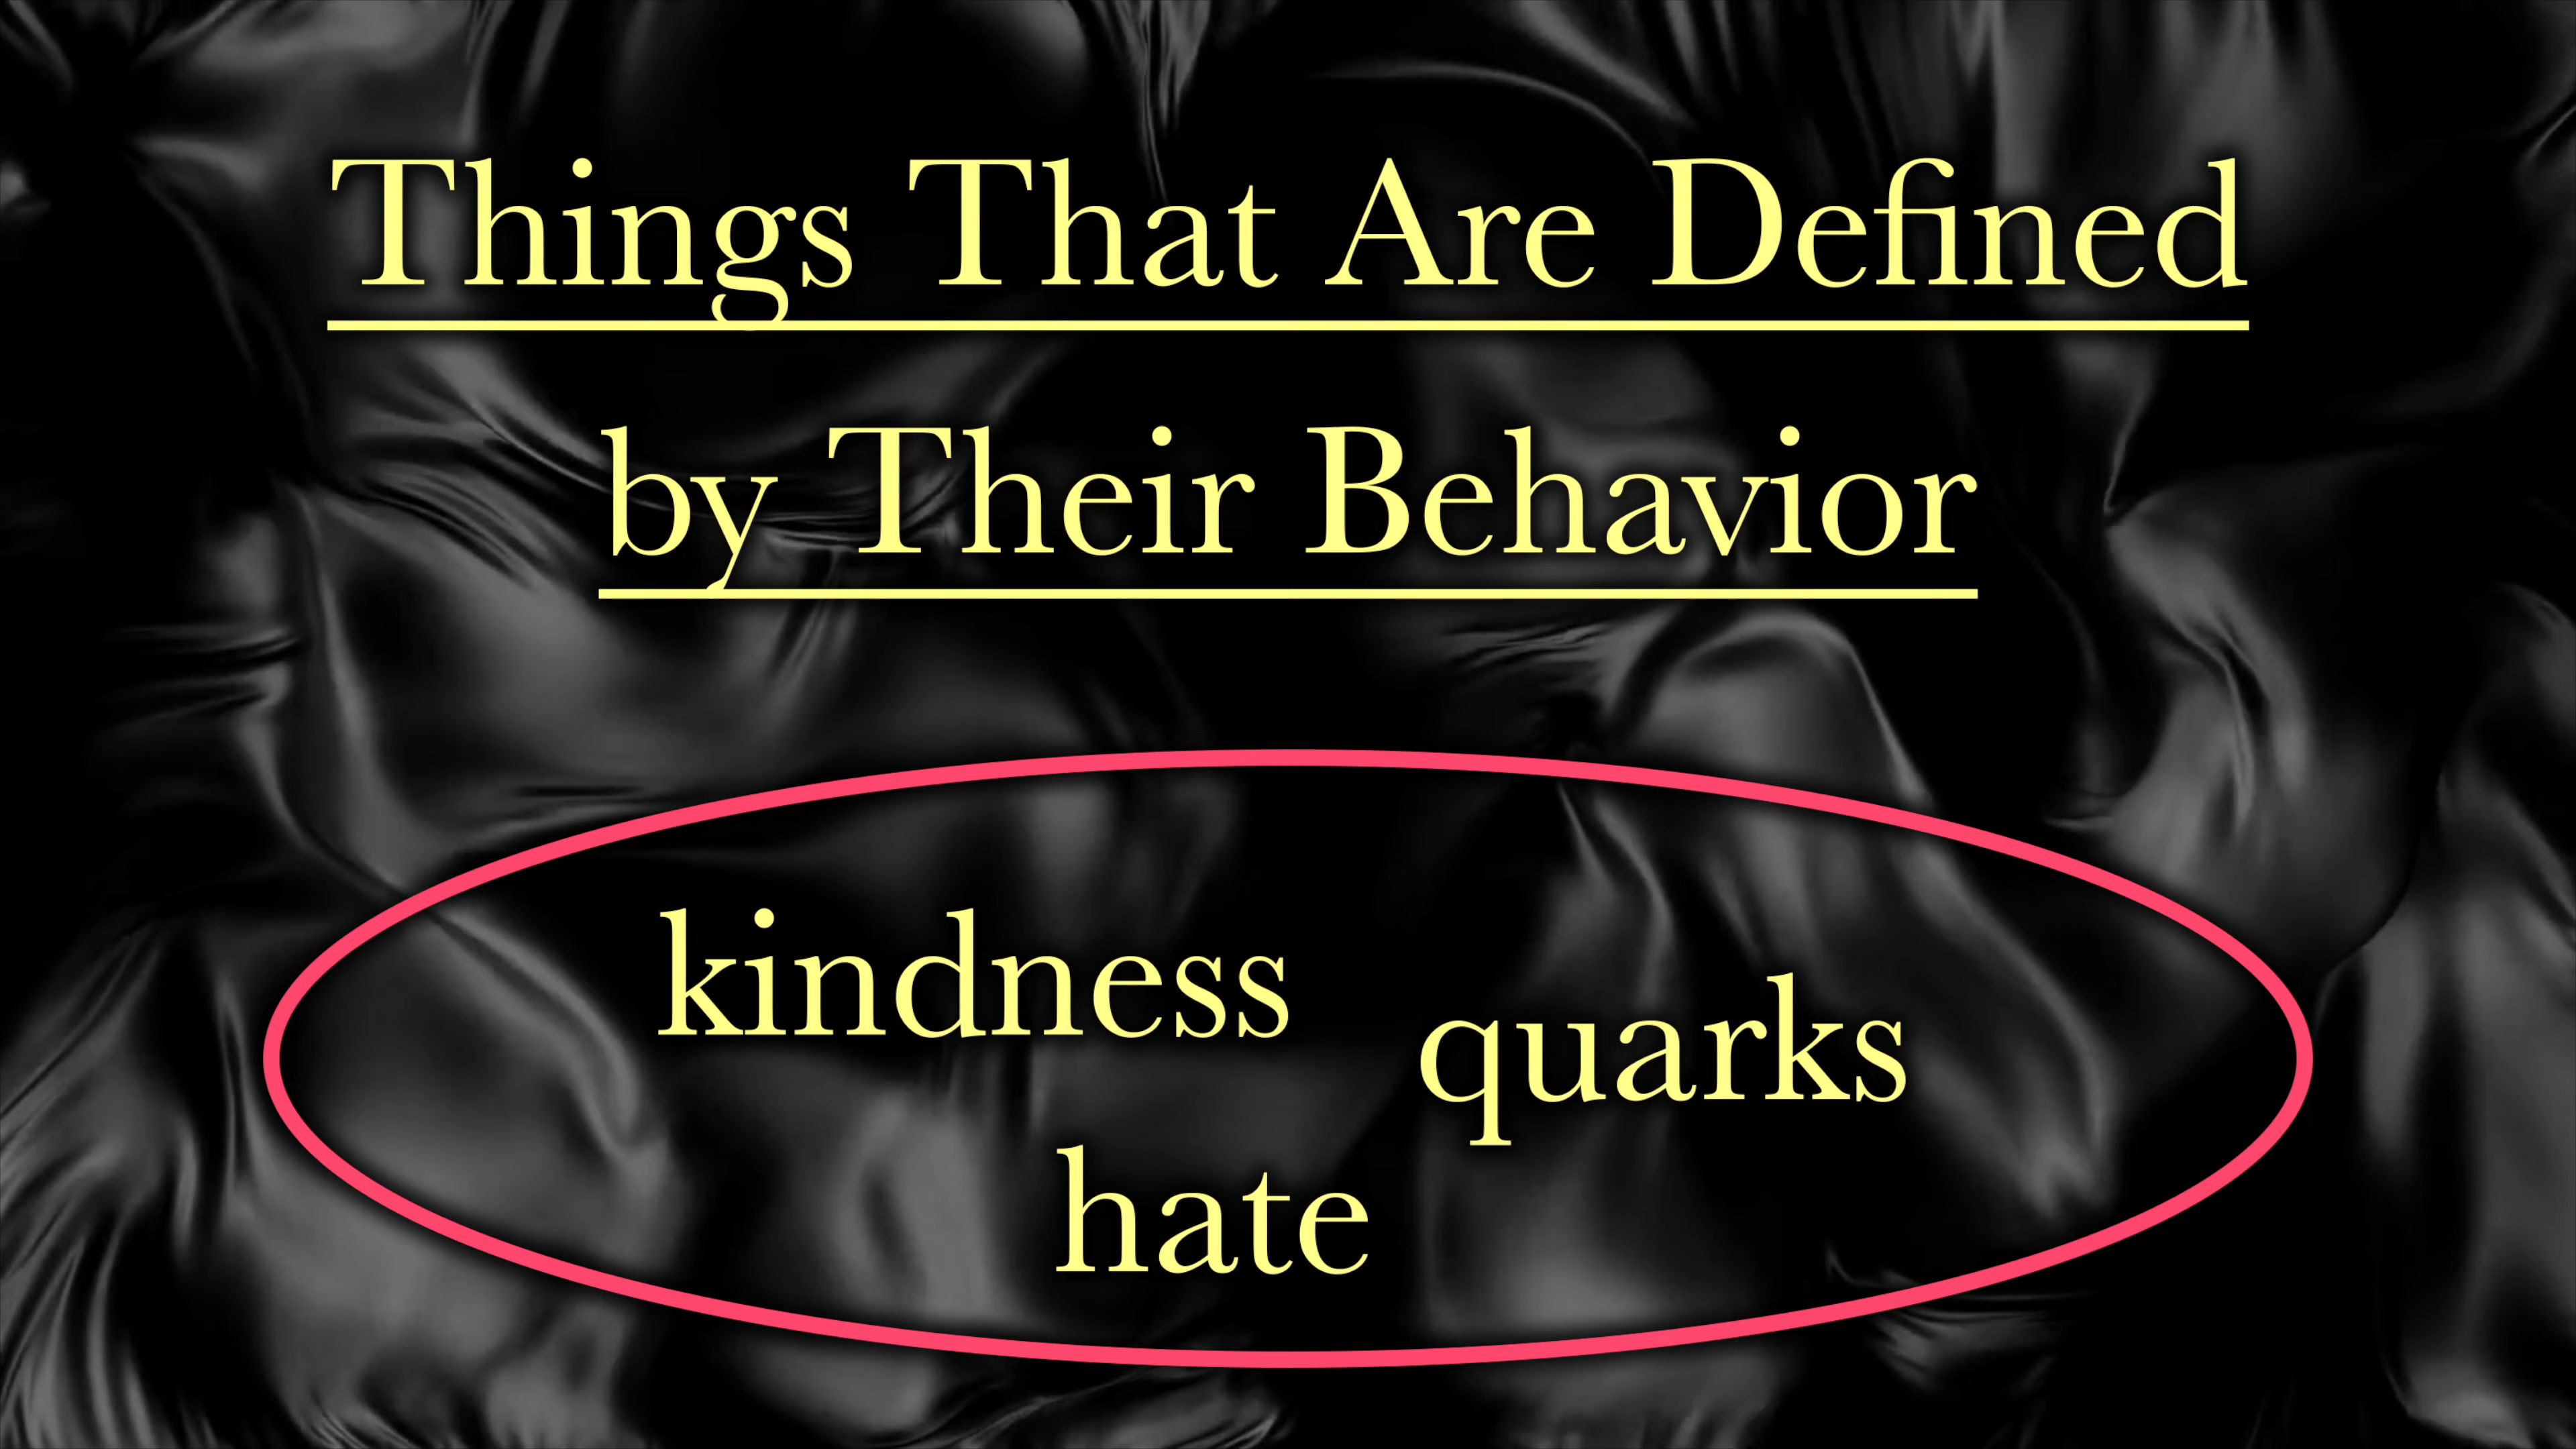 Things That Are Defined
by Their Behavior
kindness
quarks
hate